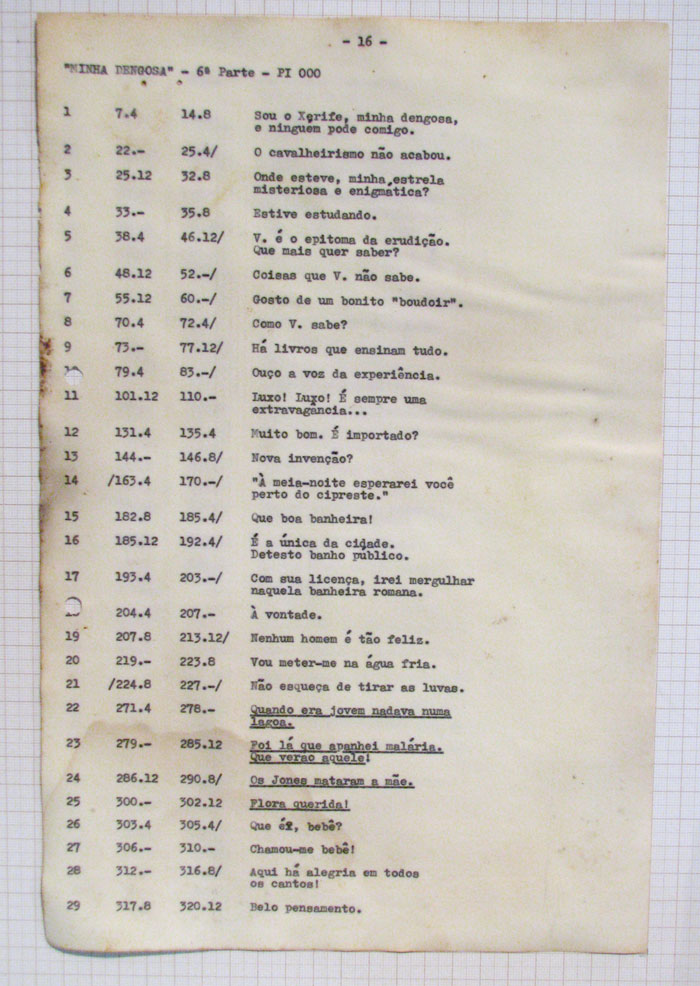 - 16 -
"MINHA DENGOSA" - 6ª Parte - PI 000
1 7.4 14.8 Sou o Xerife, minha dengosa,
e ninguem pode comigo.
2 22.- 25.4/ O cavalheirismo não acabou.
3 25.12 32.8 Onde esteve, minha estrela
misteriosa e enigmática?
4 33.- 35.8 Estive estudando.
5 38.4 46.12/ V. é o epitoma da erudição.
Que mais quer saber?
6 48.12 52.-/ Coisas que V. não sabe.
7 55.12 60.-/ Gosto de um bonito "boudoir".
8 70.4 72.4/ Como V. sabe?
9 73.- 77.12/ Há livros que ensinam tudo.
79.4 83.-/ Ouço a voz da experiência.
11 101.12 110.- Luxo! Luxo! É sempre uma
extravagancia...
12 131.4 135.4 Muito bom. É importado?
13 144.- 146.8/ Nova invenção?
14 /163.4 170.-/ "À meia-noite esperarei você
perto do cipreste."
15 182.8 185.4/ Que boa banheira!
16 185.12 192.4/ É a única da cidade.
Detesto banho público.
17 193.4 203.-/ Com sua licença, irei mergulhar
naquela banheira romana.
204.4 207.- À vontade.
19 207.8 213.12/ Nenhum homem é tão feliz.
20 219.- 223.8 Vou meter-me na água fria.
21 /224.8 227.-/ Não esqueça de tirar as luvas.
22 271.4 278.- Quando era jovem nadava numa
lagoa.
23 279.- 285.12 Foi lá que apanhei malária.
Que verão aquele!
24 286.12 290.8/ Os Jones mataram a mãe.
25 300.- 302.12 Flora querida!
26 303.4 305.4/ Que é, bebê?
27 306.- 310.- Chamou-me bebê!
28 312.- 316.8/ Aqui há alegria em todos
os cantos!
29 317.8 320.12 Belo pensamento.